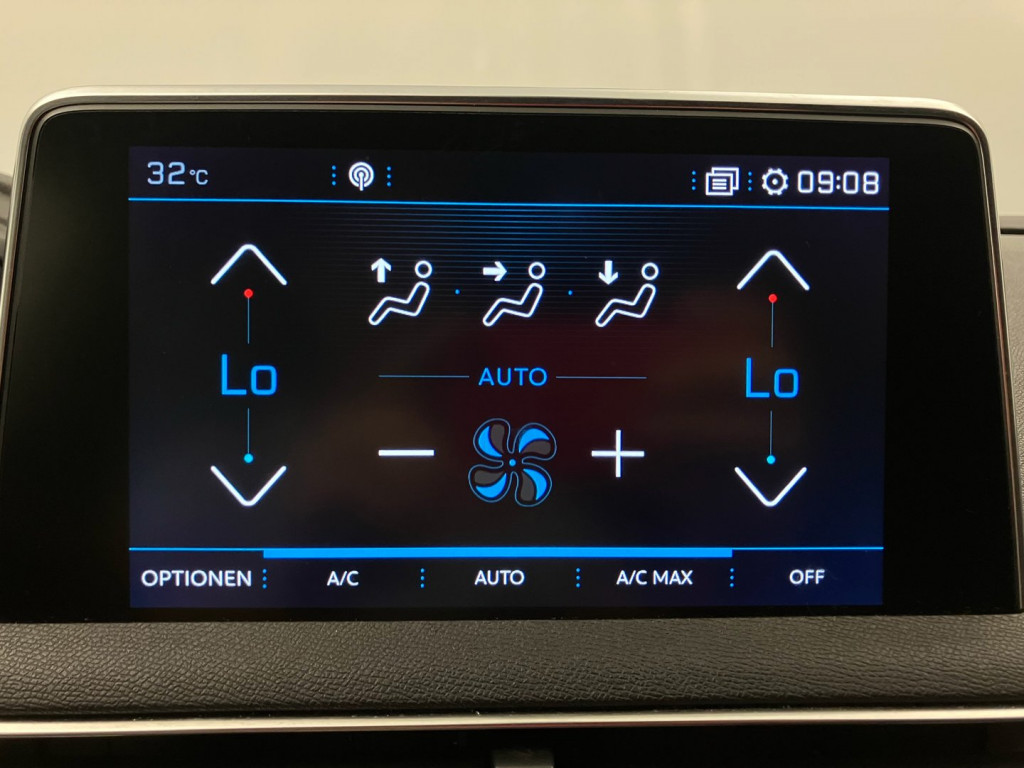 32°C 09:08
Lo Lo
AUTO
OPTIONEN A/C AUTO A/C MAX OFF